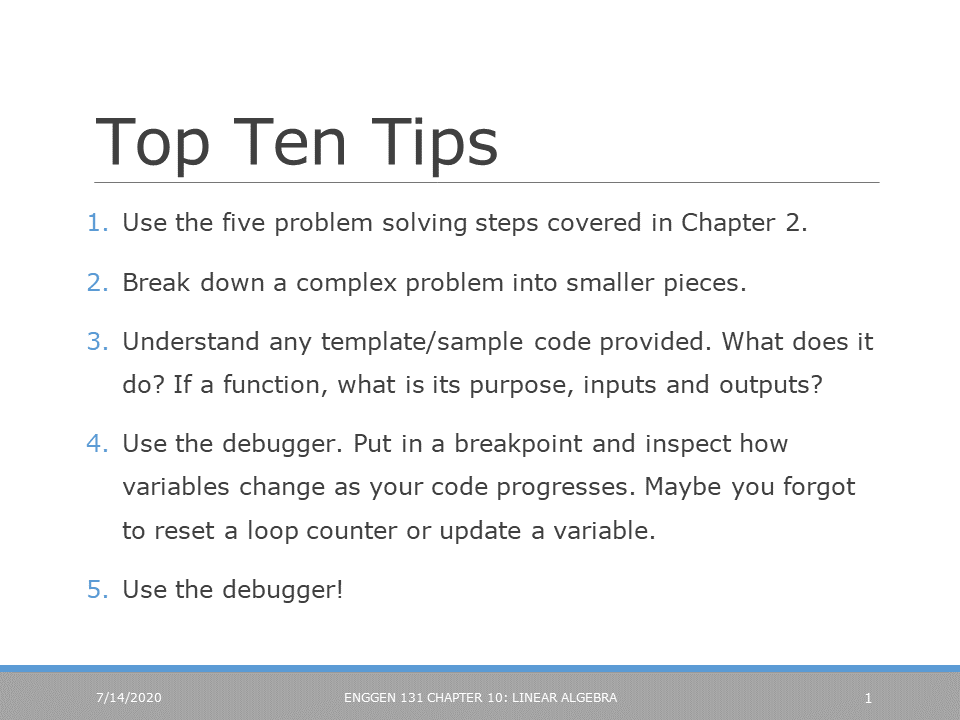 Top Ten Tips
1. Use the five problem solving steps covered in Chapter 2.
2. Break down a complex problem into smaller pieces.
3. Understand any template/sample code provided. What does it
do? If a function, what is its purpose, inputs and outputs?
4. Use the debugger. Put in a breakpoint and inspect how
variables change as your code progresses. Maybe you forgot
to reset a loop counter or update a variable.
5. Use the debugger!
7/14/2020 ENGGEN 131 CHAPTER 10: LINEAR ALGEBRA 1